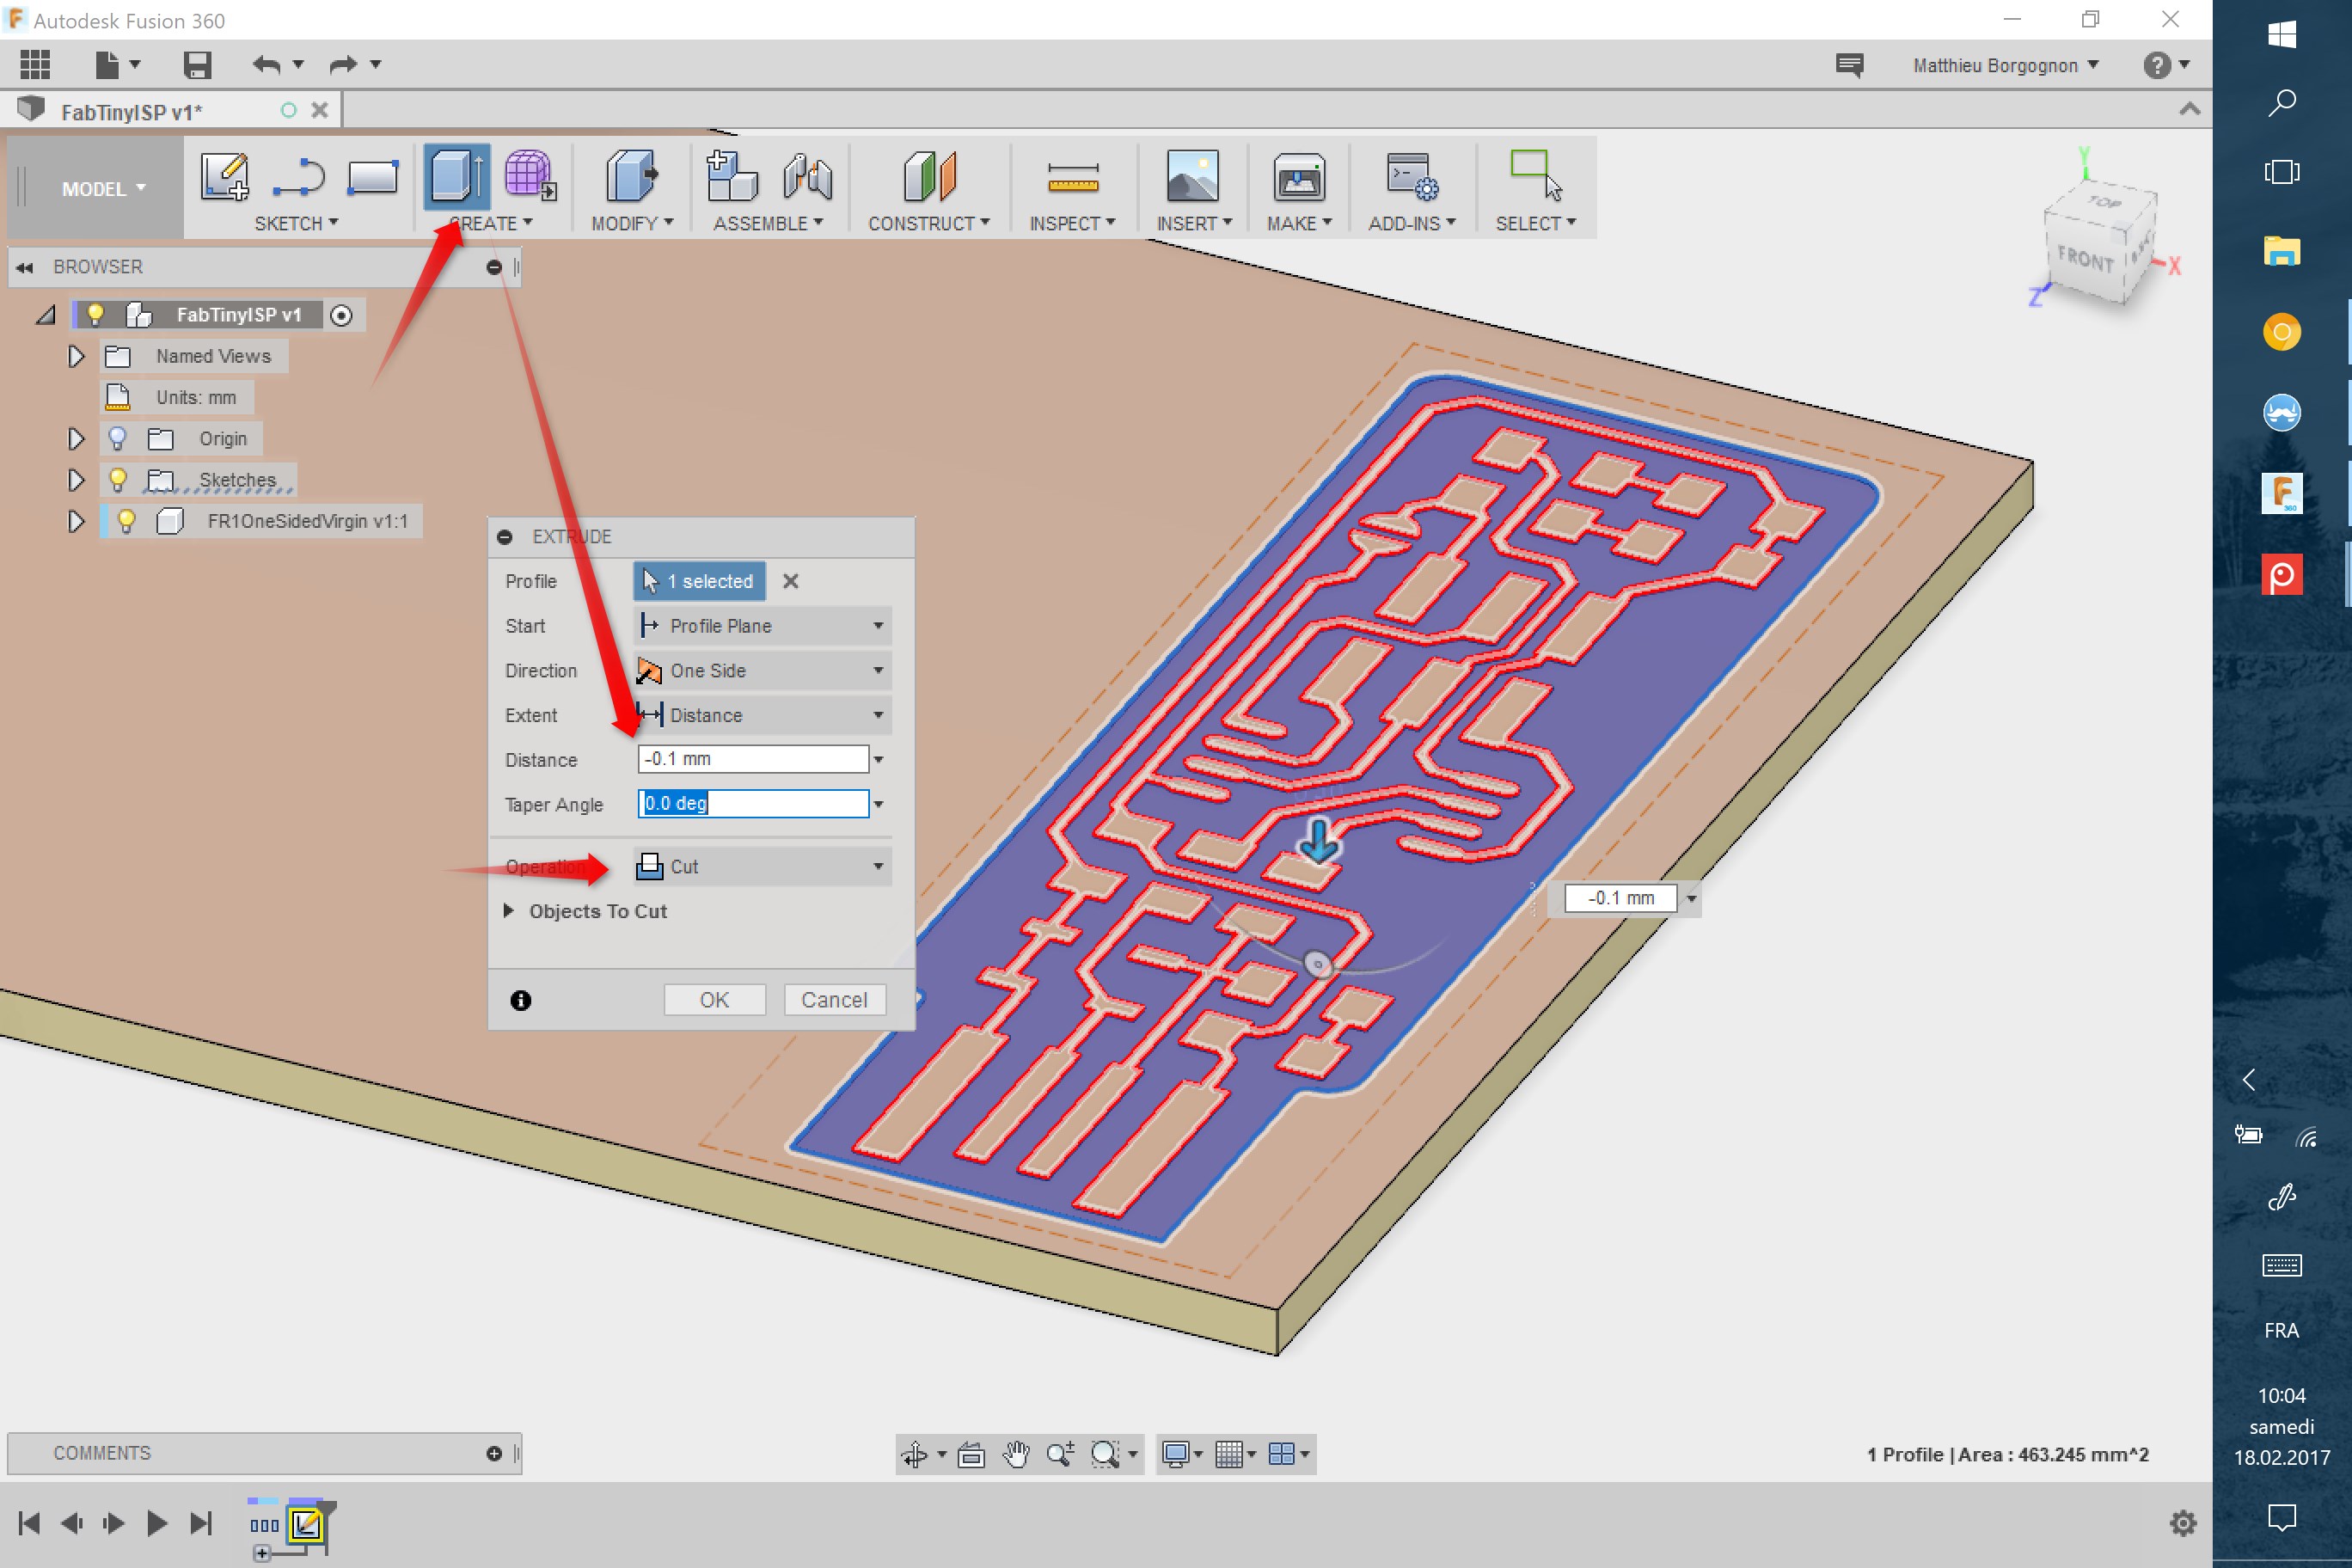 Autodesk Fusion 360
Matthieu Borgognon
FabTinyISP v1*
MODEL
SKETCH
CREATE
MODIFY
ASSEMBLE
CONSTRUCT
INSPECT
INSERT
MAKE
ADD-INS
SELECT
BROWSER
FabTinyISP v1
Named Views
Units: mm
Origin
Sketches
FR1OneSidedVirgin v1:1
Y
TOP
FRONT
X
Z
EXTRUDE
Profile 1 selected
Start Profile Plane
Direction One Side
Extent Distance
Distance -0.1 mm
Taper Angle 0.0 deg
Operation Cut
Objects To Cut
OK Cancel
-0.1 mm
360
COMMENTS
1 Profile | Area : 463.245 mm^2
FRA
10:04
samedi
18.02.2017